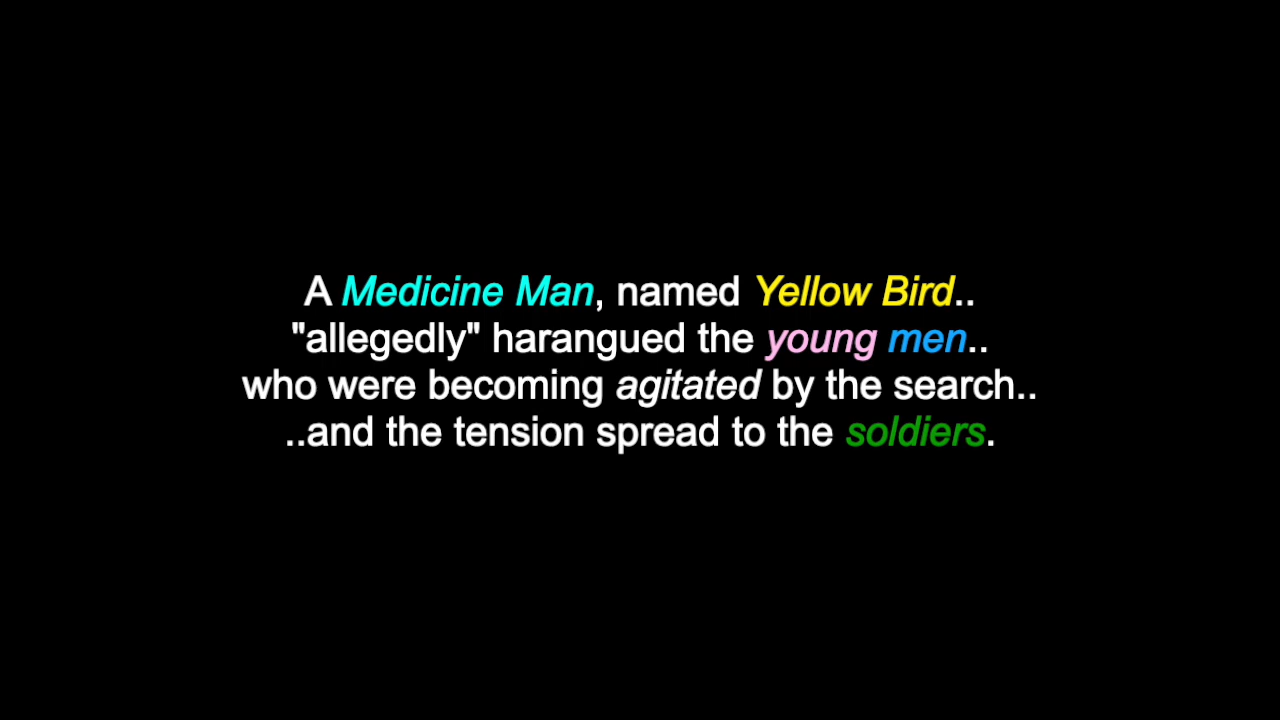 A Medicine Man, named Yellow Bird..
"allegedly" harangued the young men..
who were becoming agitated by the search..
..and the tension spread to the soldiers.